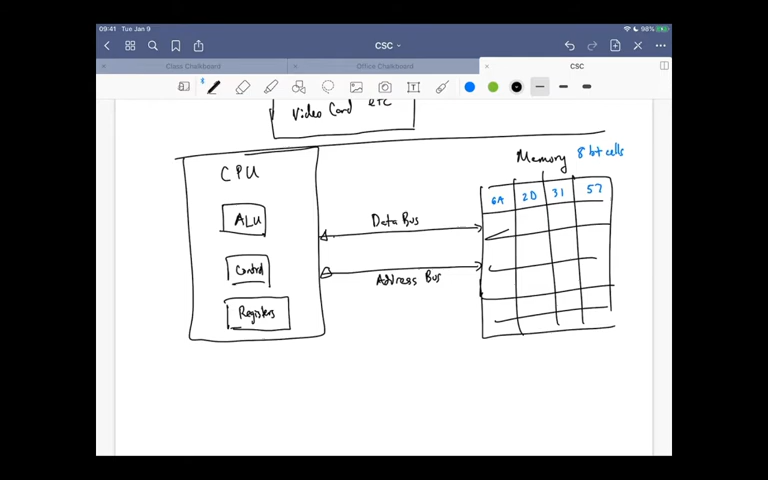 09:41 Tue Jan 9
98%
CSC
Class Chalkboard
Office Chalkboard
CSC
Video Card etc
CPU
Memory 8 bit cells
6A 2D 31 57
ALU
Data Bus
Control
Address Bus
Registers